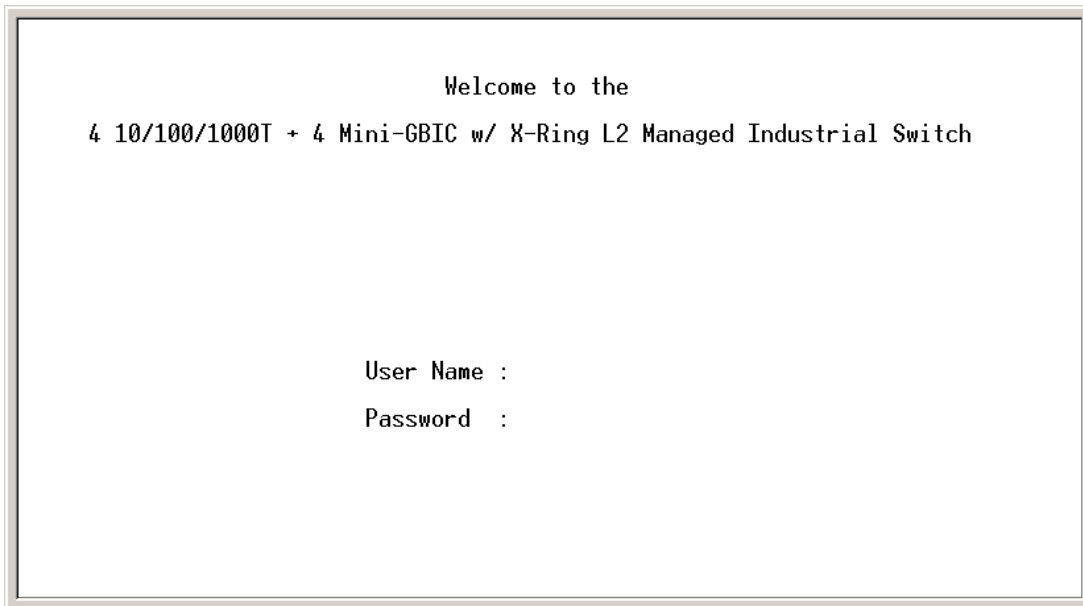 Welcome to the
4 10/100/1000T + 4 Mini-GBIC w/ X-Ring L2 Managed Industrial Switch
User Name :
Password :